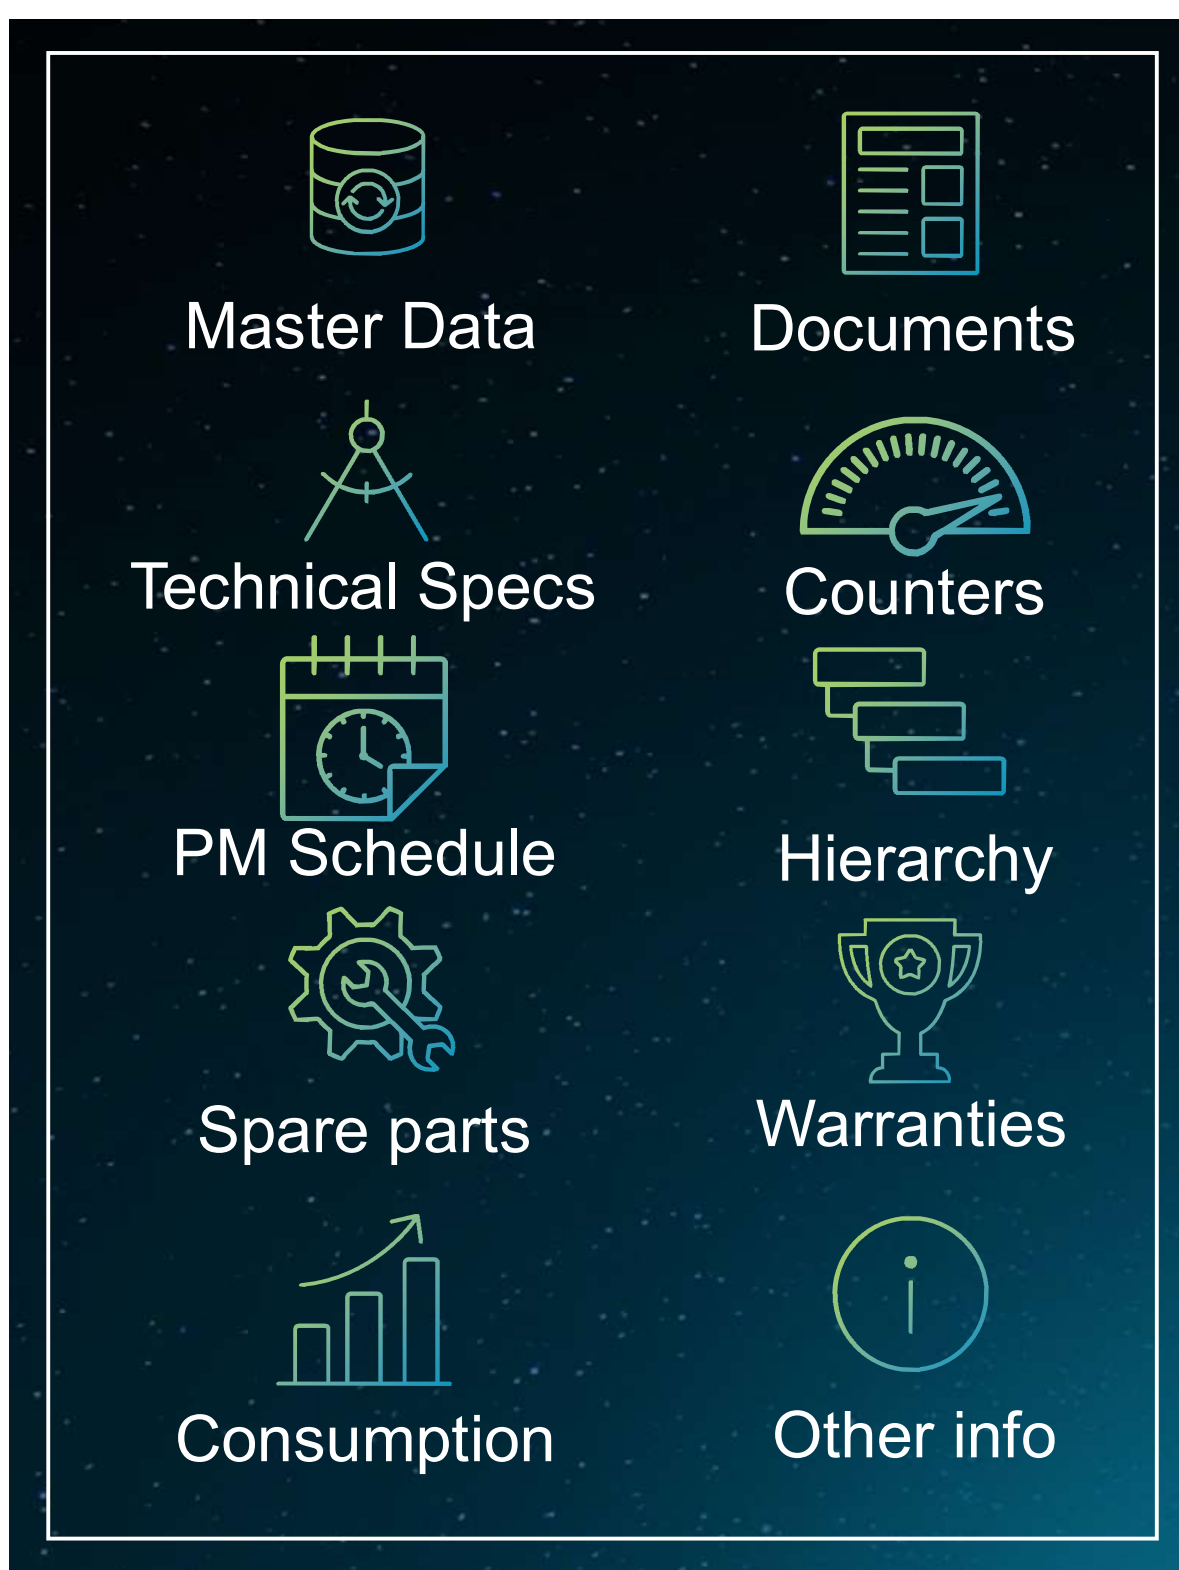 Master Data
Documents
Technical Specs
Counters
PM Schedule
Hierarchy
Spare parts
Warranties
Consumption
Other info